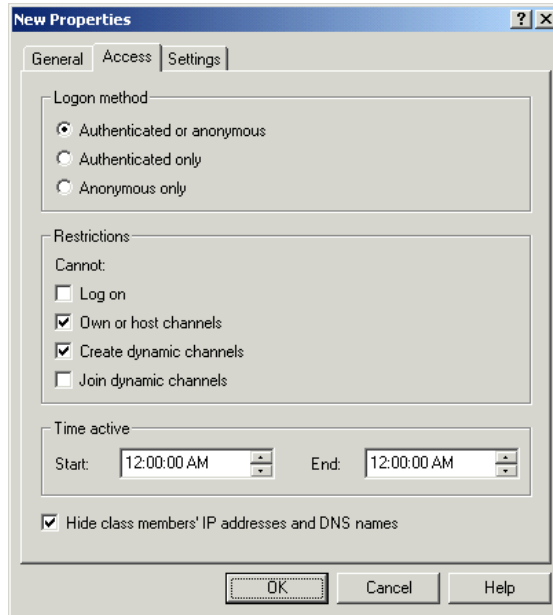 New Properties
General Access Settings
Logon method
Authenticated or anonymous
Authenticated only
Anonymous only
Restrictions
Cannot:
Log on
Own or host channels
Create dynamic channels
Join dynamic channels
Time active
Start: 12:00:00 AM End: 12:00:00 AM
Hide class members' IP addresses and DNS names
OK Cancel Help